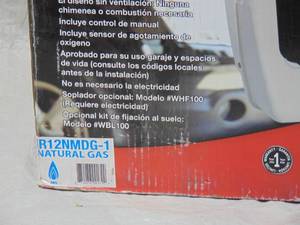 El diseño sin ventilación. Ninguna
chimenea o combustión necesaria
Incluye control de manual
Incluye sensor de agotamiento de
oxígeno
Aprobado para su uso garaje y espacios
de vida (consulte los códigos locales
antes de la instalación)
No es necesario la electricidad
Soplador opcional: Modelo #WHF100
(Requiere electricidad)
Opcional kit de fijación al suelo:
Modelo #WBL100
R12NMDG-1
NATURAL GAS
1